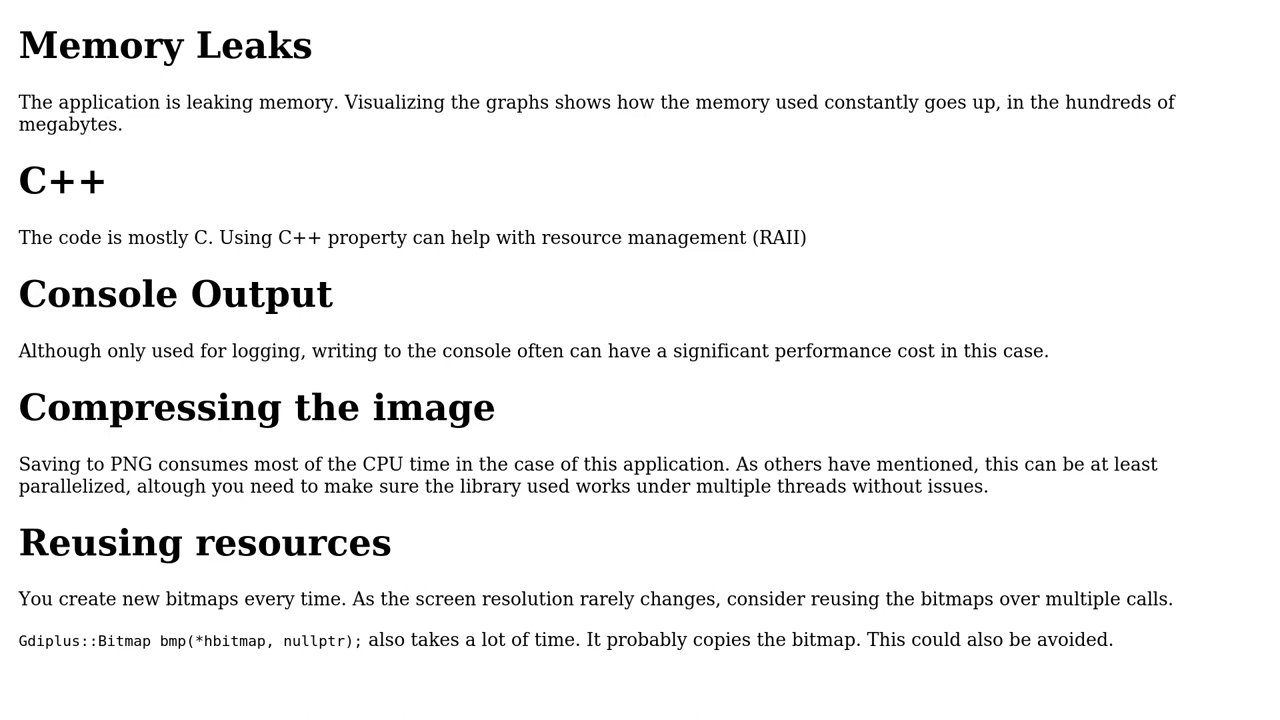 Memory Leaks
The application is leaking memory. Visualizing the graphs shows how the memory used constantly goes up, in the hundreds of
megabytes.
C++
The code is mostly C. Using C++ property can help with resource management (RAII)
Console Output
Although only used for logging, writing to the console often can have a significant performance cost in this case.
Compressing the image
Saving to PNG consumes most of the CPU time in the case of this application. As others have mentioned, this can be at least
parallelized, altough you need to make sure the library used works under multiple threads without issues.
Reusing resources
You create new bitmaps every time. As the screen resolution rarely changes, consider reusing the bitmaps over multiple calls.
Gdiplus::Bitmap bmp(*hbitmap, nullptr); also takes a lot of time. It probably copies the bitmap. This could also be avoided.